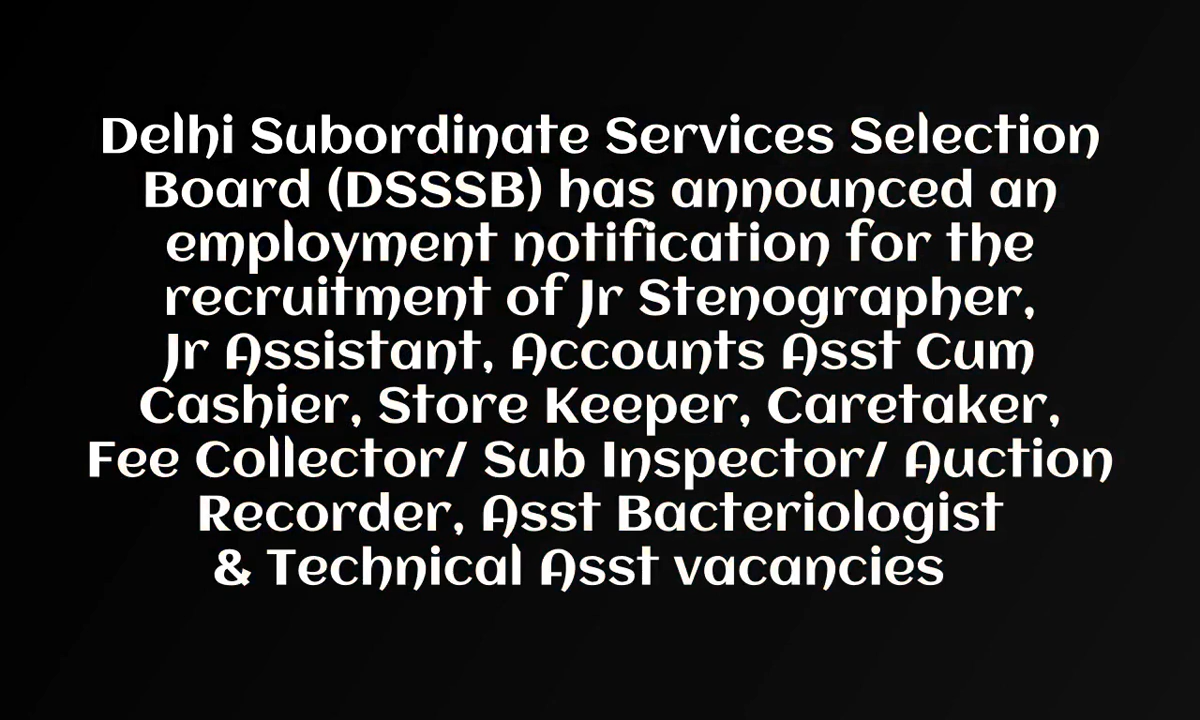 Delhi Subordinate Services Selection
Board (DSSSB) has announced an
employment notification for the
recruitment of Jr Stenographer,
Jr Assistant, Accounts Asst Cum
Cashier, Store Keeper, Caretaker,
Fee Collector/ Sub Inspector/ Auction
Recorder, Asst Bacteriologist
& Technical Asst vacancies